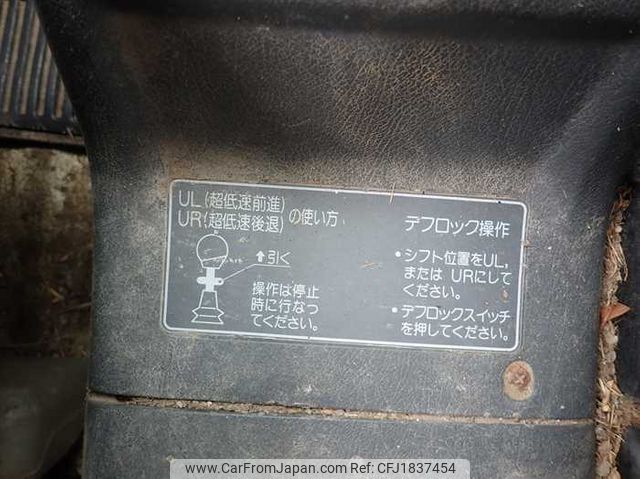 UL(超低速前進)
UR(超低速後退)
の使い方
⬆引く
操作は停止
時に行なっ
てください。
デフロック操作
•シフト位置をUL,
または URにして
ください。
•デフロックスイッチ
を押してください。
www.CarFromJapan.com | www.CarFromJapan.com | CFJ1837454